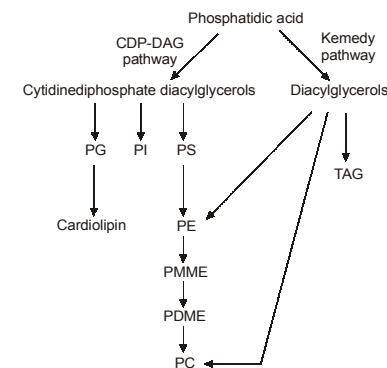 Phosphatidic acid
CDP-DAG
pathway
Kemedy
pathway
Cytidinediphosphate diacylglycerols
Diacylglycerols
PG
PI
PS
TAG
Cardiolipin
PE
PMME
PDME
PC